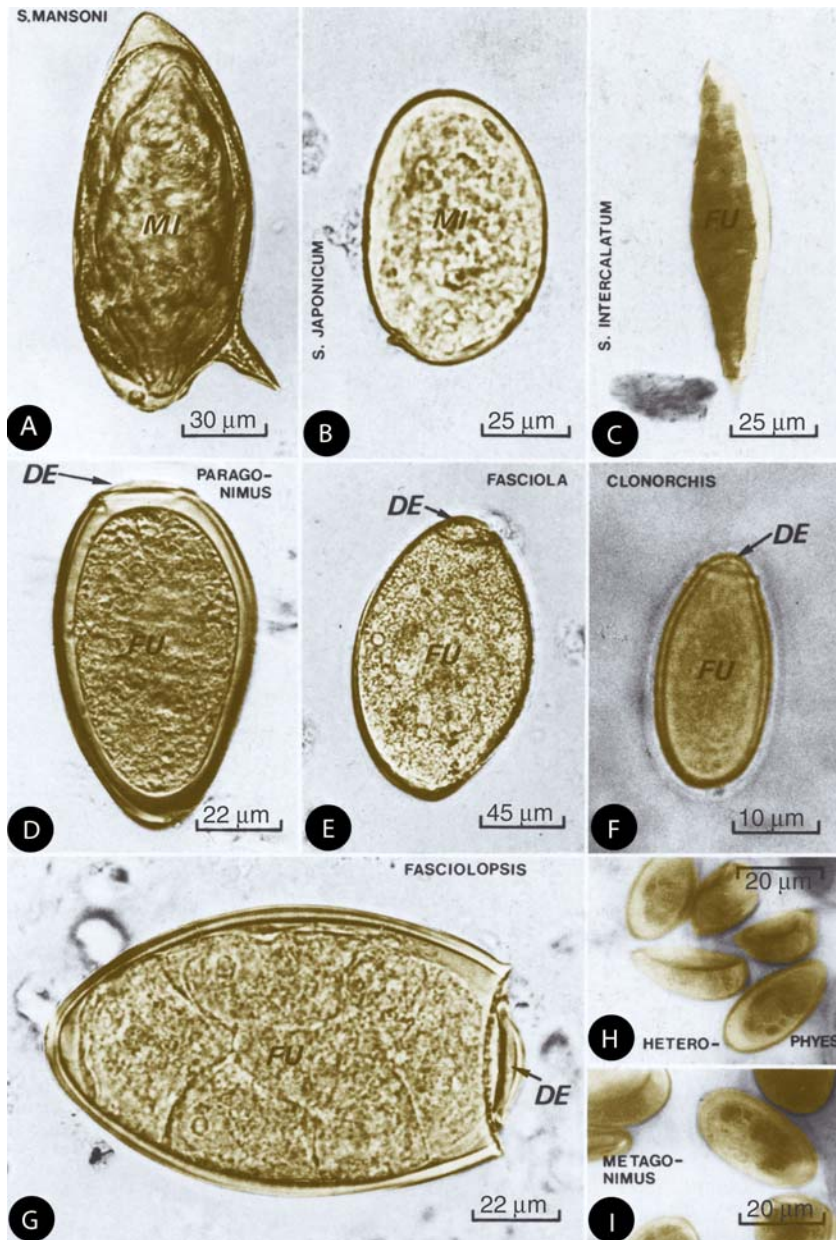 S.MANSONI
MI
A
30 µm
S. JAPONICUM
MI
B
25 µm
S. INTERCALATUM
FU
C
25 µm
DE
PARAGO-
NIMUS
FU
D
22 µm
FASCIOLA
DE
FU
E
45 µm
CLONORCHIS
DE
FU
F
10 µm
FASCIOLOPSIS
FU
DE
G
22 µm
20 µm
H
HETERO- PHYES
METAGO-
NIMUS
I
20 µm